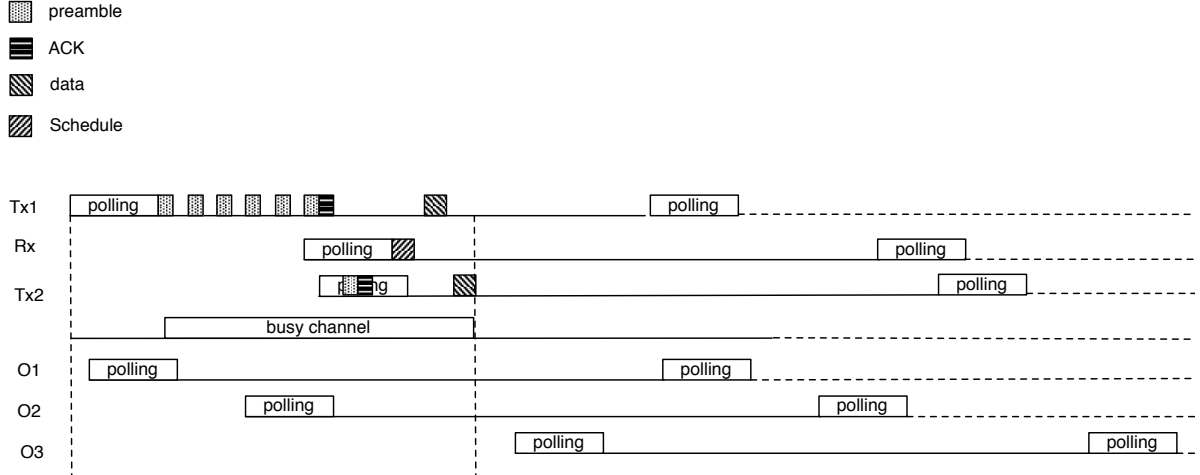 preamble
ACK
data
Schedule
Tx1 polling polling
Rx polling polling
Tx2 polling
busy channel
O1 polling polling
O2 polling polling
O3 polling polling